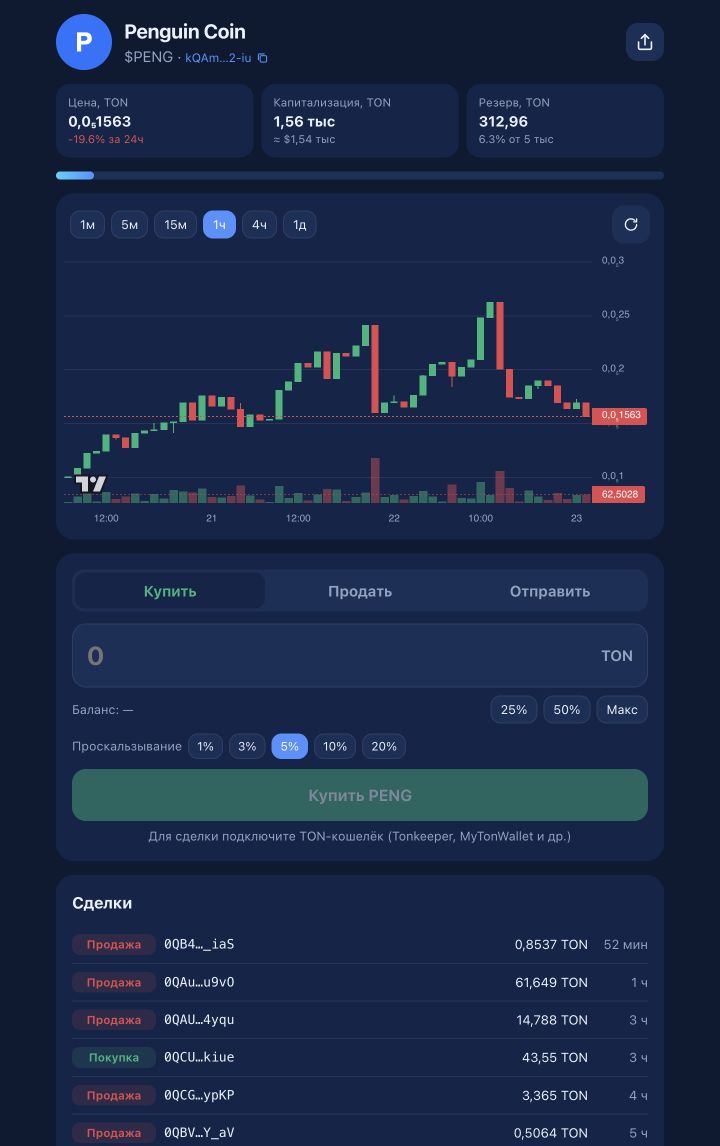 P
Penguin Coin
$PENG · kQAm...2-iu
Цена, TON
0,0₅1563
-19.6% за 24ч
Капитализация, TON
1,56 тыс
≈ $1,54 тыс
Резерв, TON
312,96
6.3% от 5 тыс
1м 5м 15м 1ч 4ч 1д
0,0₅3
0,0₅25
0,0₅2
0,0₅1563
0,0₅1
62,5028
12:00 21 12:00 22 10:00 23
Купить Продать Отправить
0 TON
Баланс: — 25% 50% Макс
Проскальзывание 1% 3% 5% 10% 20%
Купить PENG
Для сделки подключите TON-кошелёк (Tonkeeper, MyTonWallet и др.)
Сделки
Продажа 0QB4…_iaS 0,8537 TON 52 мин
Продажа 0QAu…u9vO 61,649 TON 1 ч
Продажа 0QAU…4yqu 14,788 TON 3 ч
Покупка 0QCU…kiue 43,55 TON 3 ч
Продажа 0QCG…ypKP 3,365 TON 4 ч
Продажа 0QBV…Y_aV 0,5064 TON 5 ч